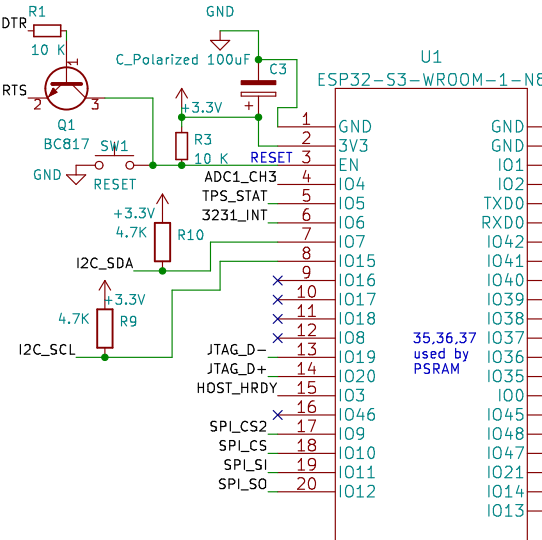 R1
DTR
10 K
RTS
1
2
3
Q1
BC817
GND
C_Polarized 100uF
C3
+
+3.3V
R3
10 K
SW1
GND
RESET
RESET
ADC1_CH3
TPS_STAT
3231_INT
+3.3V
4.7K
R10
I2C_SDA
+3.3V
4.7K
R9
I2C_SCL
JTAG_D-
JTAG_D+
HOST_HRDY
SPI_CS2
SPI_CS
SPI_SI
SPI_SO
U1
ESP32-S3-WROOM-1-N8
1 GND GND
2 3V3 GND
3 EN IO1
4 IO4 IO2
5 IO5 TXD0
6 IO6 RXD0
7 IO7 IO42
8 IO15 IO41
9 IO16 IO40
10 IO17 IO39
11 IO18 IO38
12 IO8 IO37
13 IO19 IO36
14 IO20 IO35
15 IO3 IO0
16 IO46 IO45
17 IO9 IO48
18 IO10 IO47
19 IO11 IO21
20 IO12 IO14
IO13
35,36,37
used by
PSRAM